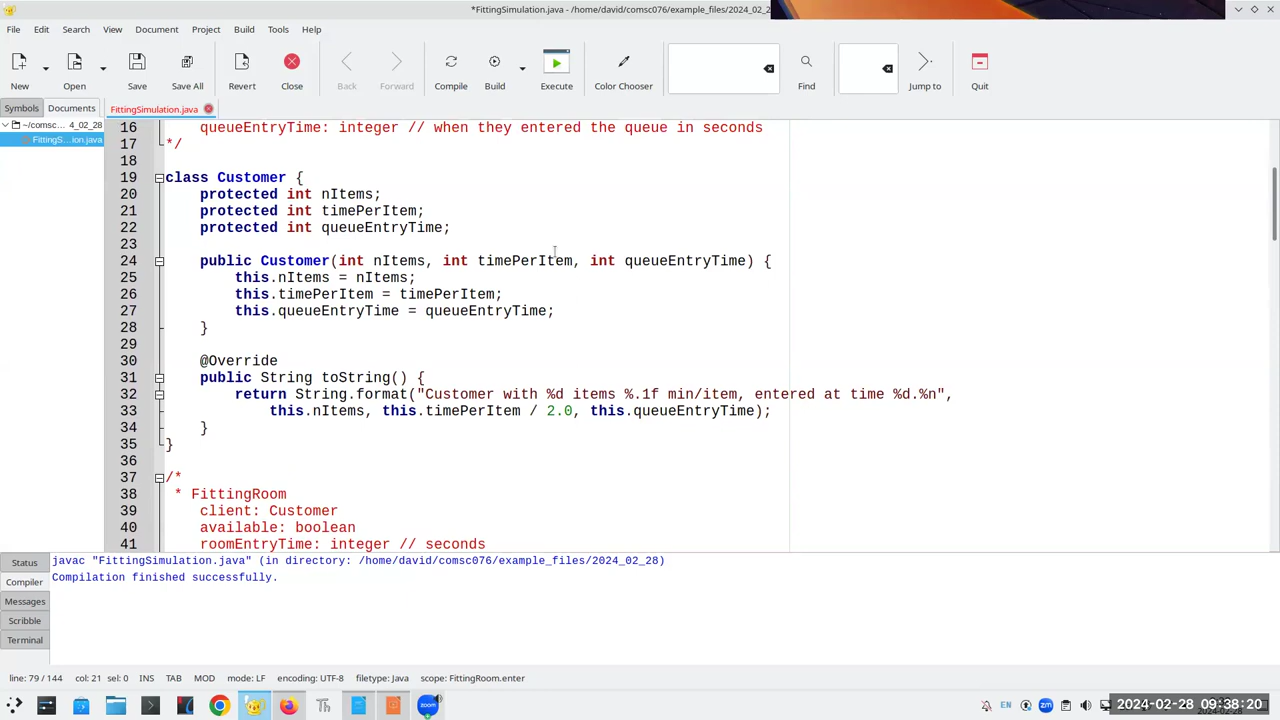 *FittingSimulation.java - /home/david/comsc076/example_files/2024_02_2
File Edit Search View Document Project Build Tools Help
New Open Save Save All Revert Close Back Forward Compile Build Execute Color Chooser Find Jump to Quit
Symbols Documents FittingSimulation.java
~/comsc... 4_02_28
FittingS...ion.java
16 queueEntryTime: integer // when they entered the queue in seconds
17 */
18
19 class Customer {
20 protected int nItems;
21 protected int timePerItem;
22 protected int queueEntryTime;
23
24 public Customer(int nItems, int timePerItem, int queueEntryTime) {
25 this.nItems = nItems;
26 this.timePerItem = timePerItem;
27 this.queueEntryTime = queueEntryTime;
28 }
29
30 @Override
31 public String toString() {
32 return String.format("Customer with %d items %.1f min/item, entered at time %d.%n",
33 this.nItems, this.timePerItem / 2.0, this.queueEntryTime);
34 }
35 }
36
37 /*
38 * FittingRoom
39 client: Customer
40 available: boolean
41 roomEntryTime: integer // seconds
Status
Compiler
Messages
Scribble
Terminal
javac "FittingSimulation.java" (in directory: /home/david/comsc076/example_files/2024_02_28)
Compilation finished successfully.
line: 79 / 144 col: 21 sel: 0 INS TAB MOD mode: LF encoding: UTF-8 filetype: Java scope: FittingRoom.enter
Th zoom EN zm 2024-02-28 09:38:20